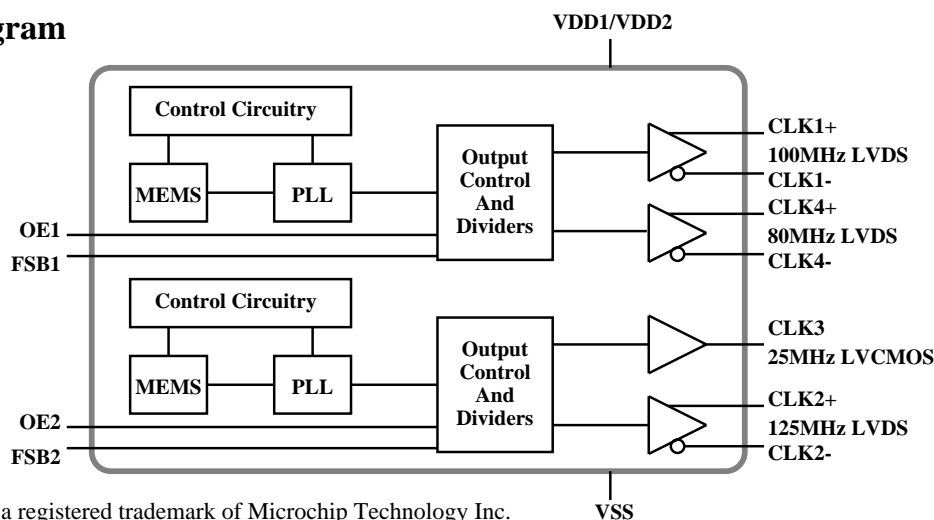 gram
VDD1/VDD2
Control Circuitry
MEMS
PLL
Output
Control
And
Dividers
CLK1+
100MHz LVDS
CLK1-
CLK4+
80MHz LVDS
CLK4-
OE1
FSB1
Control Circuitry
MEMS
PLL
Output
Control
And
Dividers
CLK3
25MHz LVCMOS
CLK2+
125MHz LVDS
CLK2-
OE2
FSB2
a registered trademark of Microchip Technology Inc.
VSS